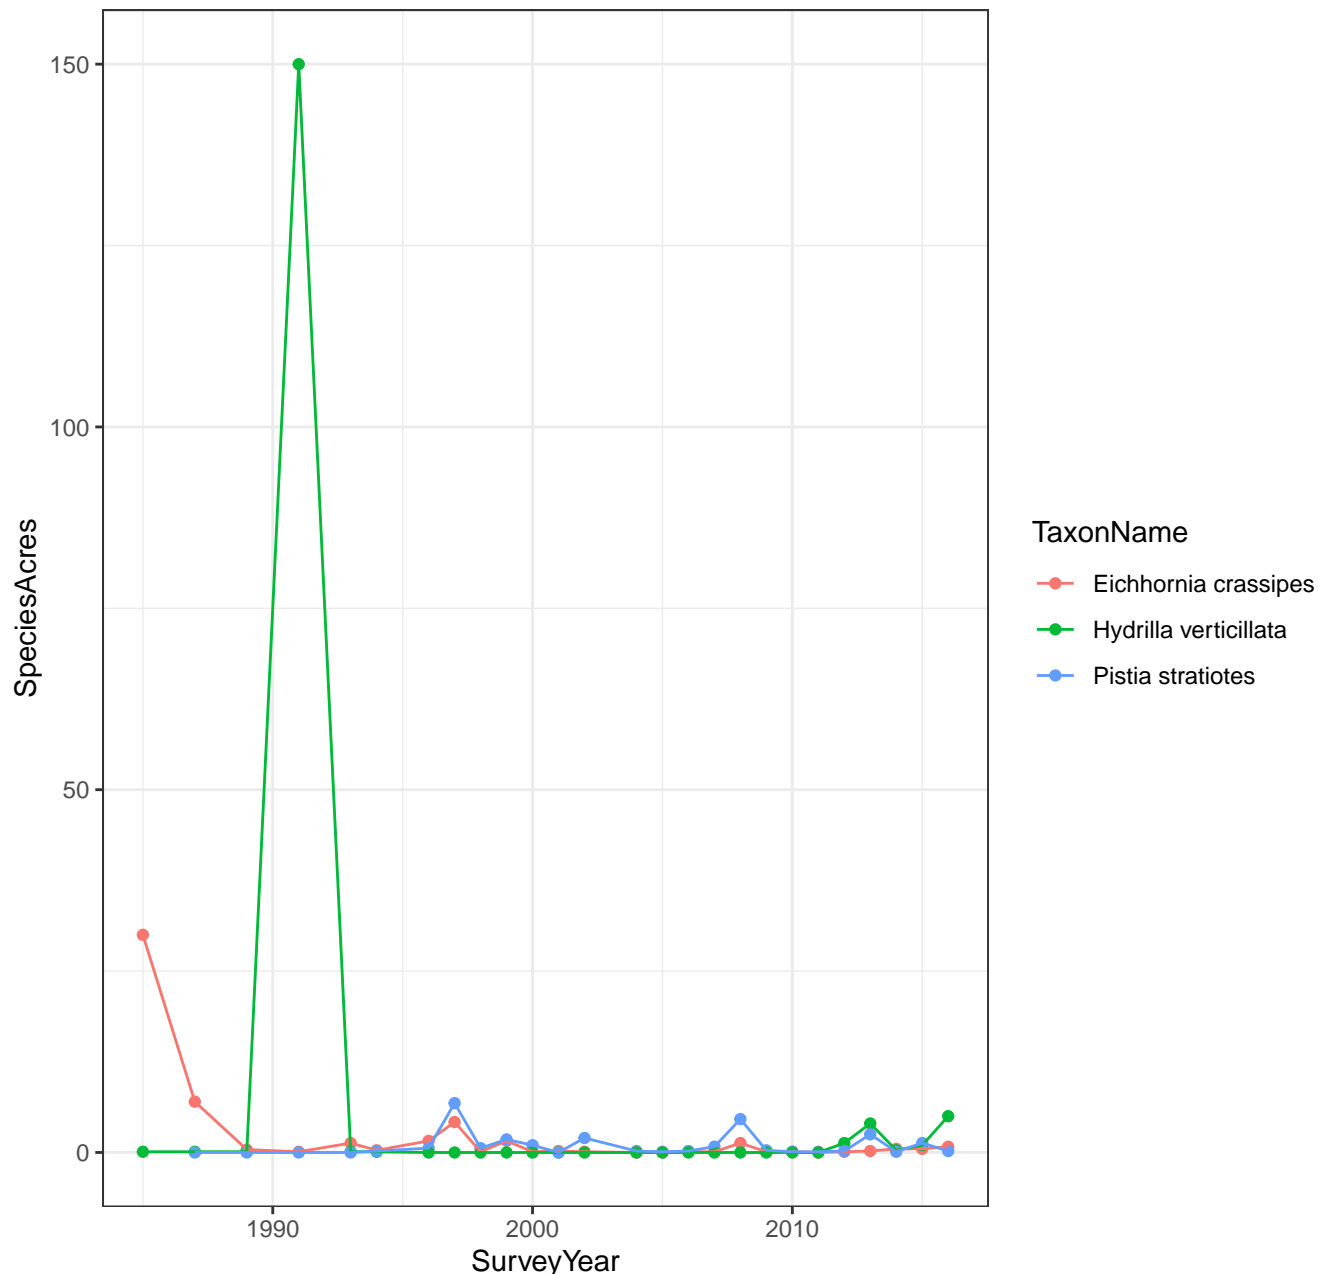 150
100
50
0
SpeciesAcres
1990
2000
2010
SurveyYear
TaxonName
Eichhornia crassipes
Hydrilla verticillata
Pistia stratiotes